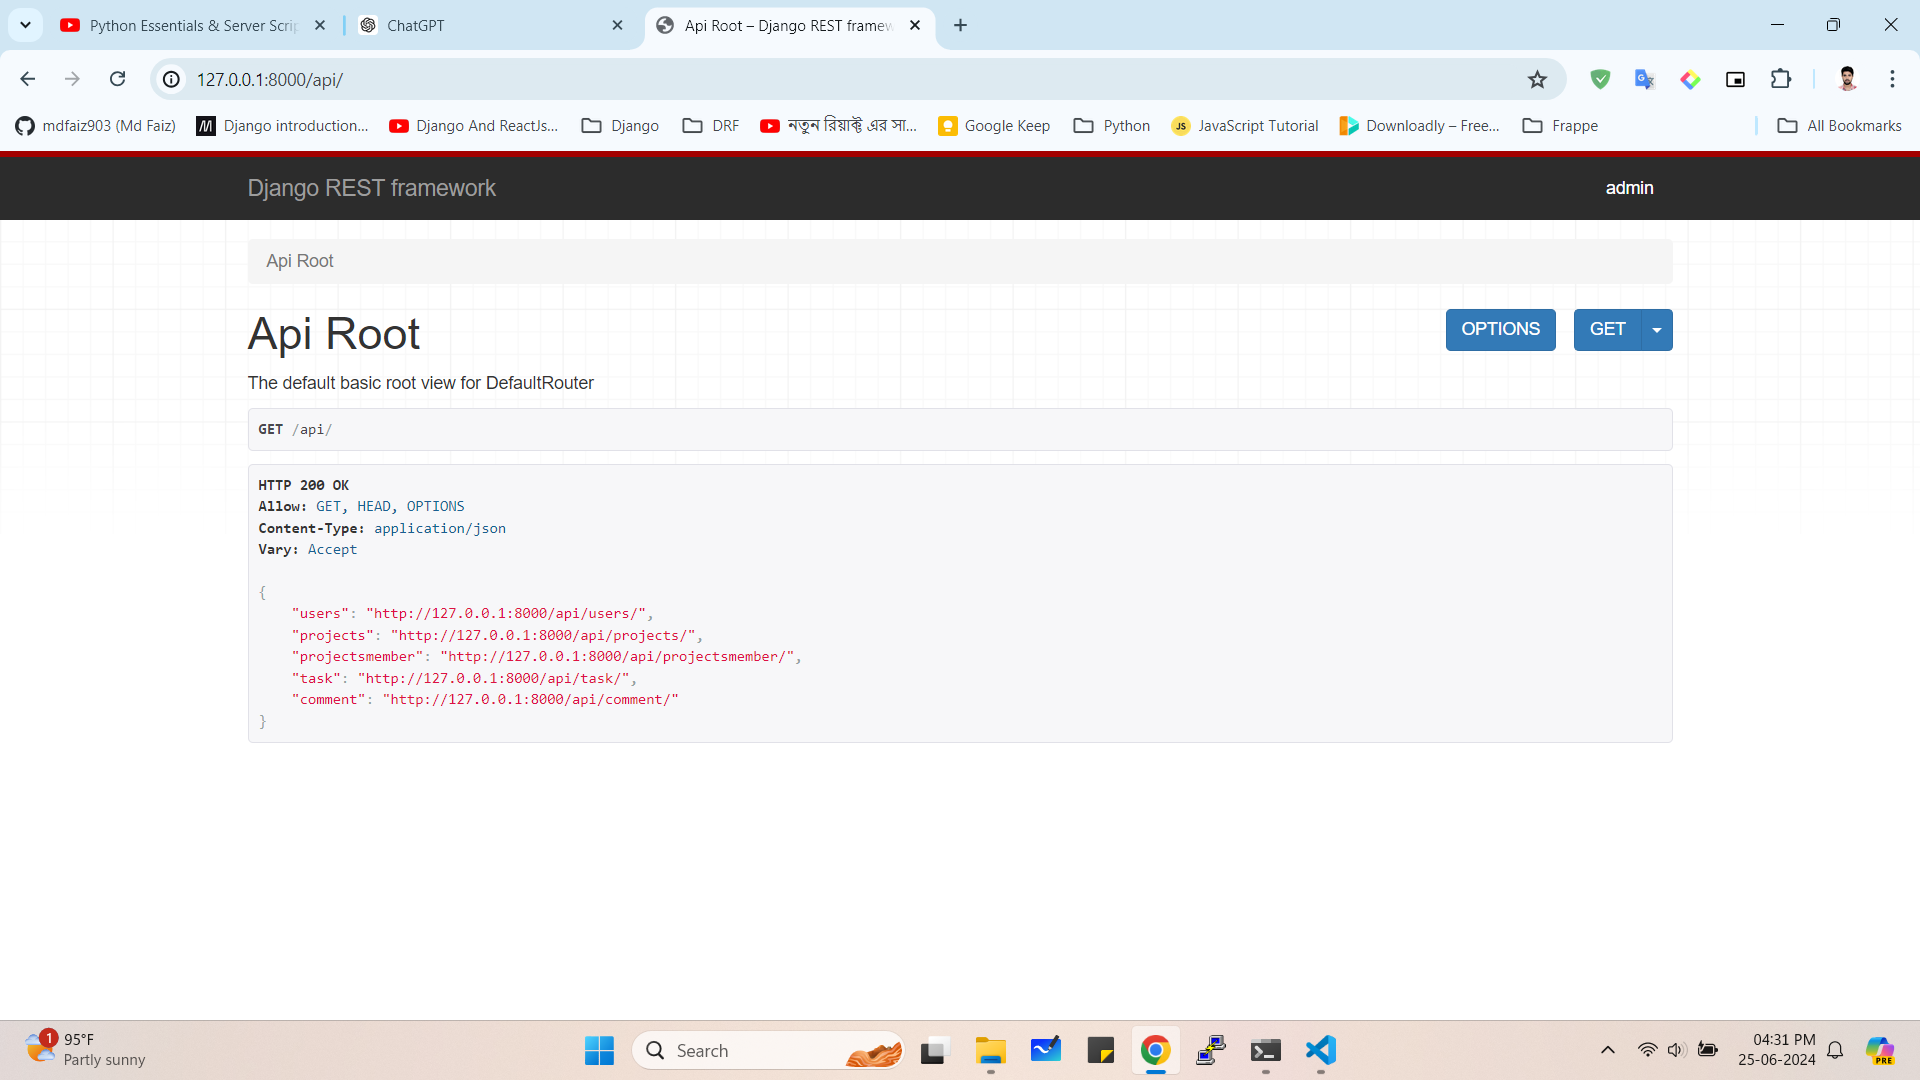 Python Essentials & Server Scrip
ChatGPT
Api Root – Django REST framew
127.0.0.1:8000/api/
mdfaiz903 (Md Faiz)
Django introduction...
Django And ReactJs...
Django
DRF
নতুন রিয়াক্ট এর সা...
Google Keep
Python
JS
JavaScript Tutorial
Downloadly – Free...
Frappe
All Bookmarks
Django REST framework
admin
Api Root
Api Root
OPTIONS
GET
The default basic root view for DefaultRouter
GET /api/
HTTP 200 OK
Allow: GET, HEAD, OPTIONS
Content-Type: application/json
Vary: Accept
{
"users": "http://127.0.0.1:8000/api/users/",
"projects": "http://127.0.0.1:8000/api/projects/",
"projectsmember": "http://127.0.0.1:8000/api/projectsmember/",
"task": "http://127.0.0.1:8000/api/task/",
"comment": "http://127.0.0.1:8000/api/comment/"
}
1
95°F
Partly sunny
Search
04:31 PM
25-06-2024
PRE